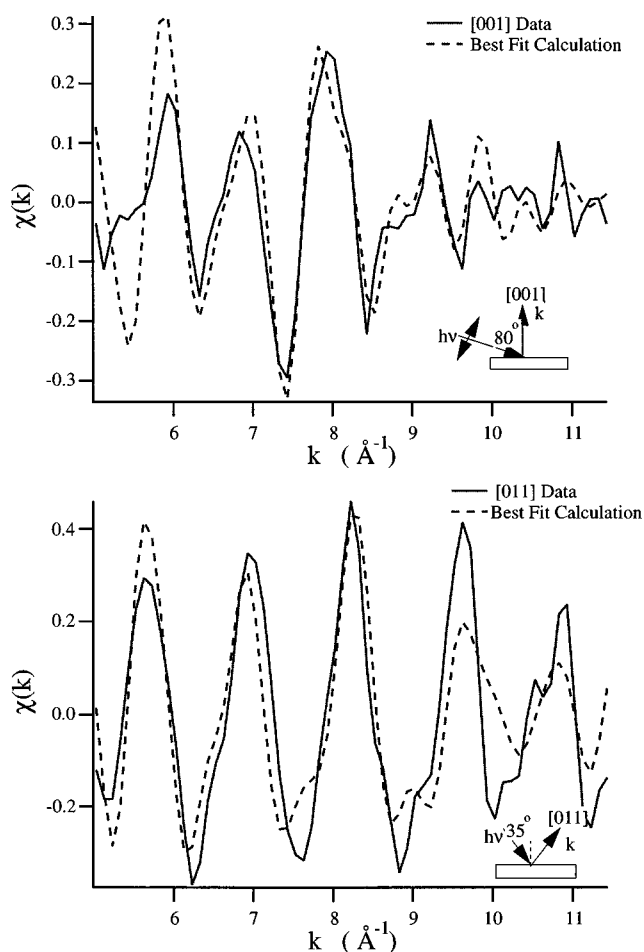 0.3
0.2
0.1
0.0
-0.1
-0.2
-0.3
χ(k)
[001] Data
Best Fit Calculation
[001]
k
hν
80°
6 7 8 9 10 11
k ( Å⁻¹)
0.4
0.2
0.0
-0.2
χ(k)
[011] Data
Best Fit Calculation
[011]
hν 35°
k
6 7 8 9 10 11
k ( Å⁻¹)